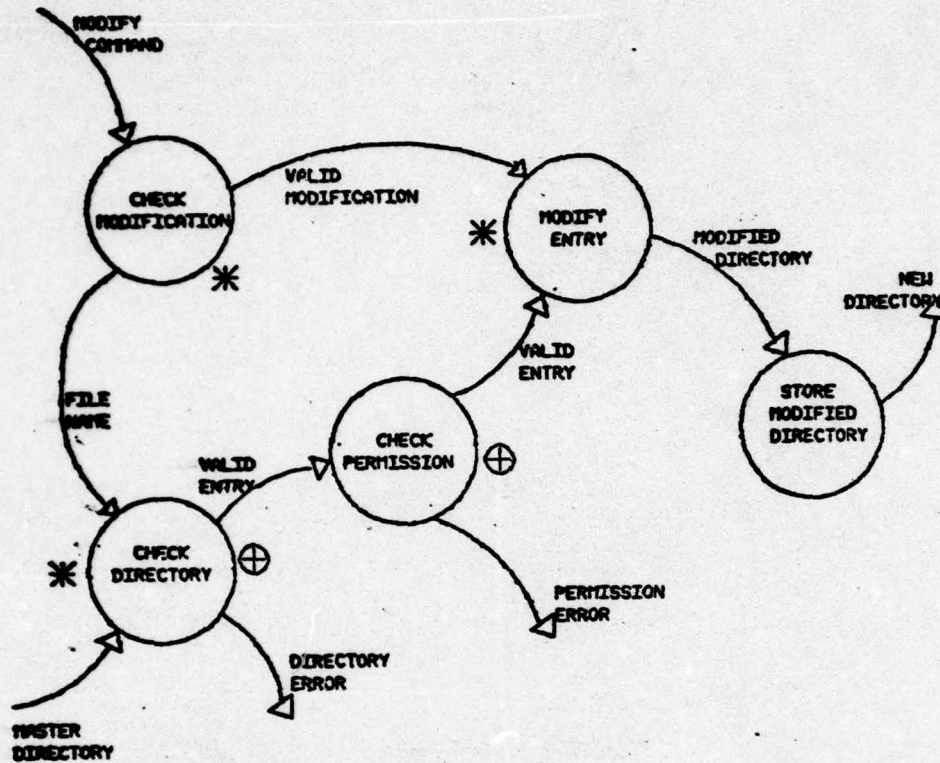 MODIFY
COMMAND
CHECK
MODIFICATION
VALID
MODIFICATION
MODIFY
ENTRY
MODIFIED
DIRECTORY
NEW
DIRECTORY
STORE
MODIFIED
DIRECTORY
VALID
ENTRY
CHECK
PERMISSION
FILE
NAME
VALID
ENTRY
CHECK
DIRECTORY
PERMISSION
ERROR
DIRECTORY
ERROR
MASTER
DIRECTORY